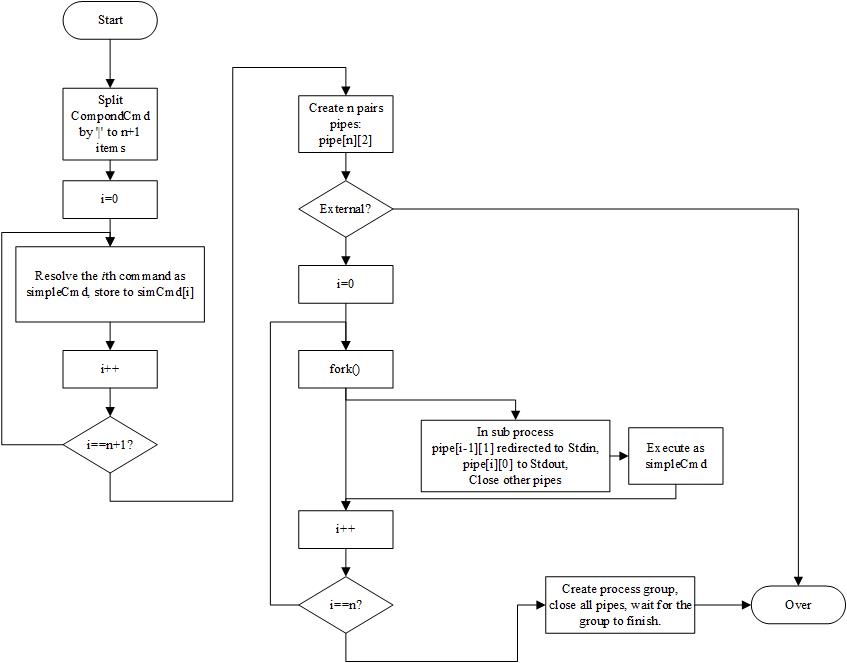 Start
Split
CompondCmd
by '|' to n+1
items
i=0
Resolve the ith command as
simpleCmd, store to simCmd[i]
i++
i==n+1?
Create n pairs
pipes:
pipe[n][2]
External?
i=0
fork()
In sub process
pipe[i-1][1] redirected to Stdin,
pipe[i][0] to Stdout,
Close other pipes
Execute as
simpleCmd
i++
i==n?
Create process group,
close all pipes, wait for the
group to finish.
Over